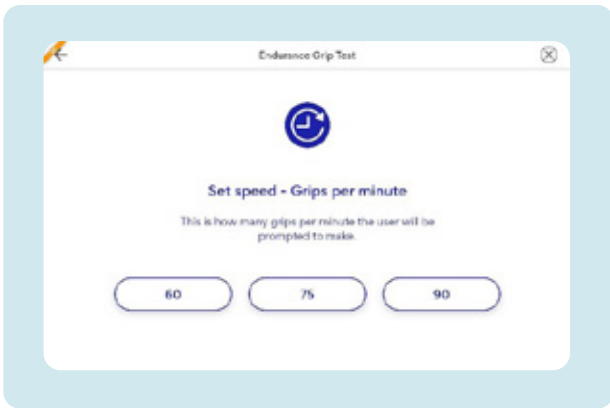 Endurance Grip Test
Set speed - Grips per minute
This is how many grips per minute the user will be
prompted to make.
60
75
90